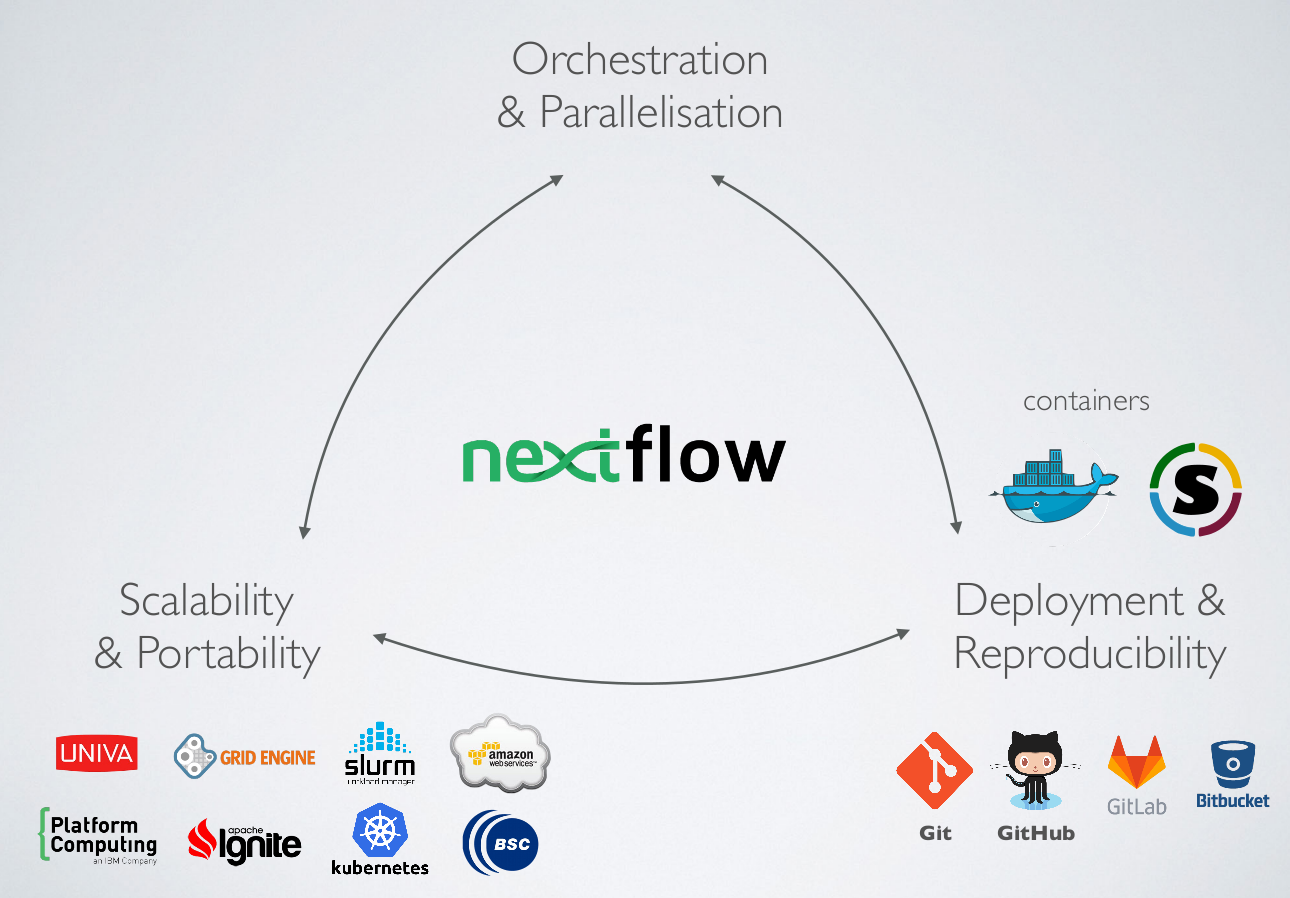 Orchestration
& Parallelisation
containers
nextflow
S
Scalability
& Portability
Deployment &
Reproducibility
UNIVA
GRID ENGINE
slurm
workload manager
amazon
web services™
Platform
Computing
an IBM Company
apache
Ignite
kubernetes
BSC
Git
GitHub
GitLab
Bitbucket